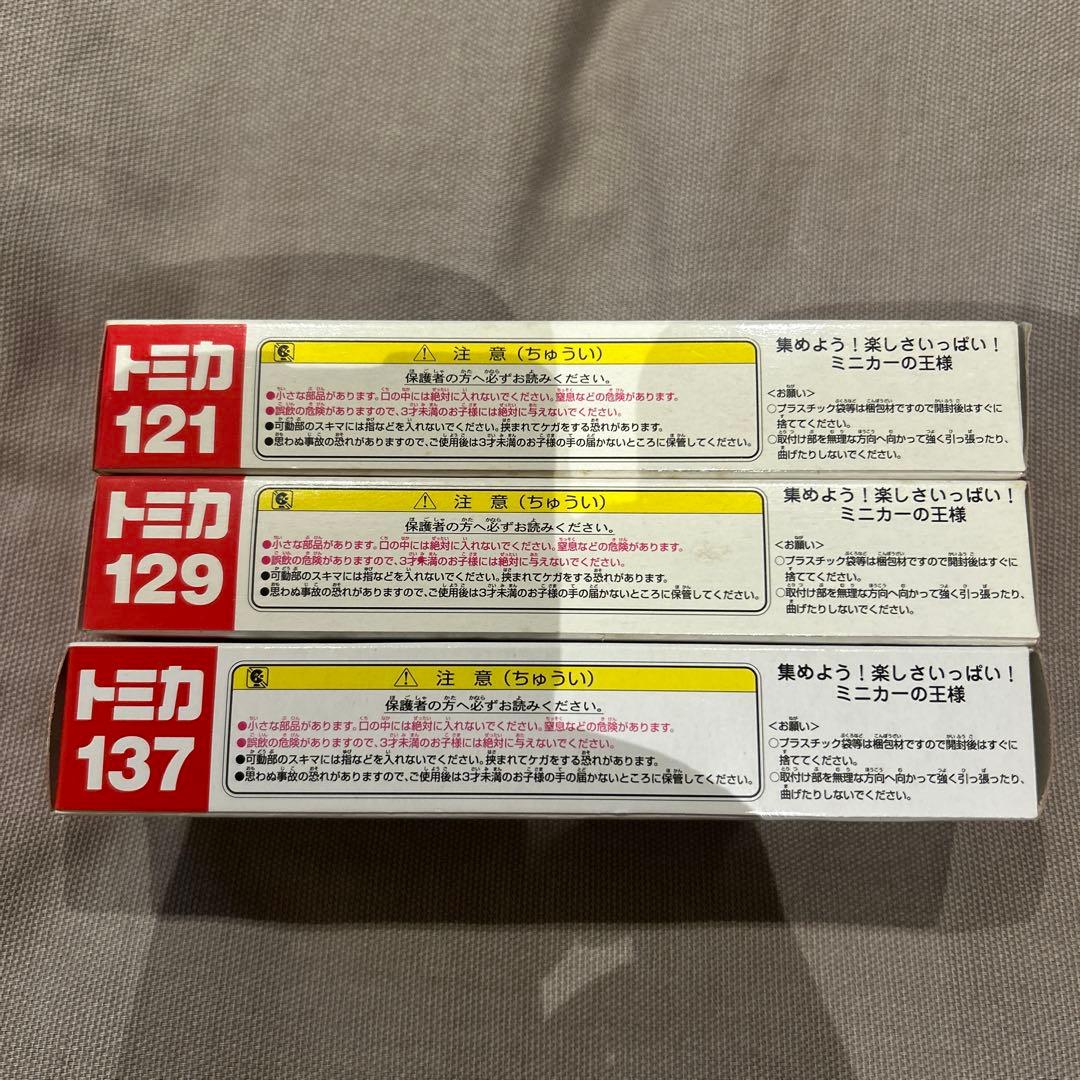 トミカ
121
注 意 (ちゅうい)
保護者の方へ必ずお読みください。
●小さな部品があります。口の中には絶対に入れないでください。窒息などの危険があります。
●誤飲の危険がありますので、3才未満のお子様には絶対に与えないでください。
●可動部のスキマには指などを入れないでください。挟まれてケガをする恐れがあります。
●思わぬ事故の恐れがありますので、ご使用後は3才未満のお子様の手の届かないところに保管してください。
集めよう!楽しさいっぱい!
ミニカーの王様
<お願い>
○プラスチック袋等は梱包材ですので開封後はすぐに
捨ててください。
○取付け部を無理な方向へ向かって強く引っ張ったり、
曲げたりしないでください。
トミカ
129
注 意 (ちゅうい)
保護者の方へ必ずお読みください。
●小さな部品があります。口の中には絶対に入れないでください。窒息などの危険があります。
●誤飲の危険がありますので、3才未満のお子様には絶対に与えないでください。
●可動部のスキマには指などを入れないでください。挟まれてケガをする恐れがあります。
●思わぬ事故の恐れがありますので、ご使用後は3才未満のお子様の手の届かないところに保管してください。
集めよう!楽しさいっぱい!
ミニカーの王様
<お願い>
○プラスチック袋等は梱包材ですので開封後はすぐに
捨ててください。
○取付け部を無理な方向へ向かって強く引っ張ったり、
曲げたりしないでください。
トミカ
137
注 意 (ちゅうい)
保護者の方へ必ずお読みください。
●小さな部品があります。口の中には絶対に入れないでください。窒息などの危険があります。
●誤飲の危険がありますので、3才未満のお子様には絶対に与えないでください。
●可動部のスキマには指などを入れないでください。挟まれてケガをする恐れがあります。
●思わぬ事故の恐れがありますので、ご使用後は3才未満のお子様の手の届かないところに保管してください。
集めよう!楽しさいっぱい!
ミニカーの王様
<お願い>
○プラスチック袋等は梱包材ですので開封後はすぐに
捨ててください。
○取付け部を無理な方向へ向かって強く引っ張ったり、
曲げたりしないでください。